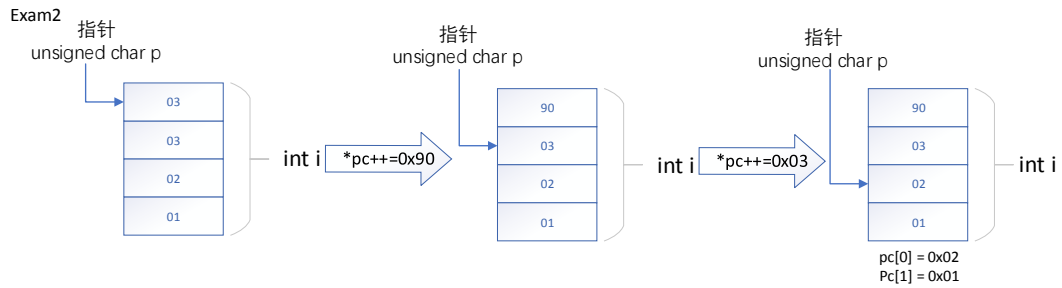 Exam2
指针
unsigned char p
03
03
02
01
int i
*pc++=0x90
指针
unsigned char p
90
03
02
01
int i
*pc++=0x03
指针
unsigned char p
90
03
02
01
int i
pc[0] = 0x02
Pc[1] = 0x01